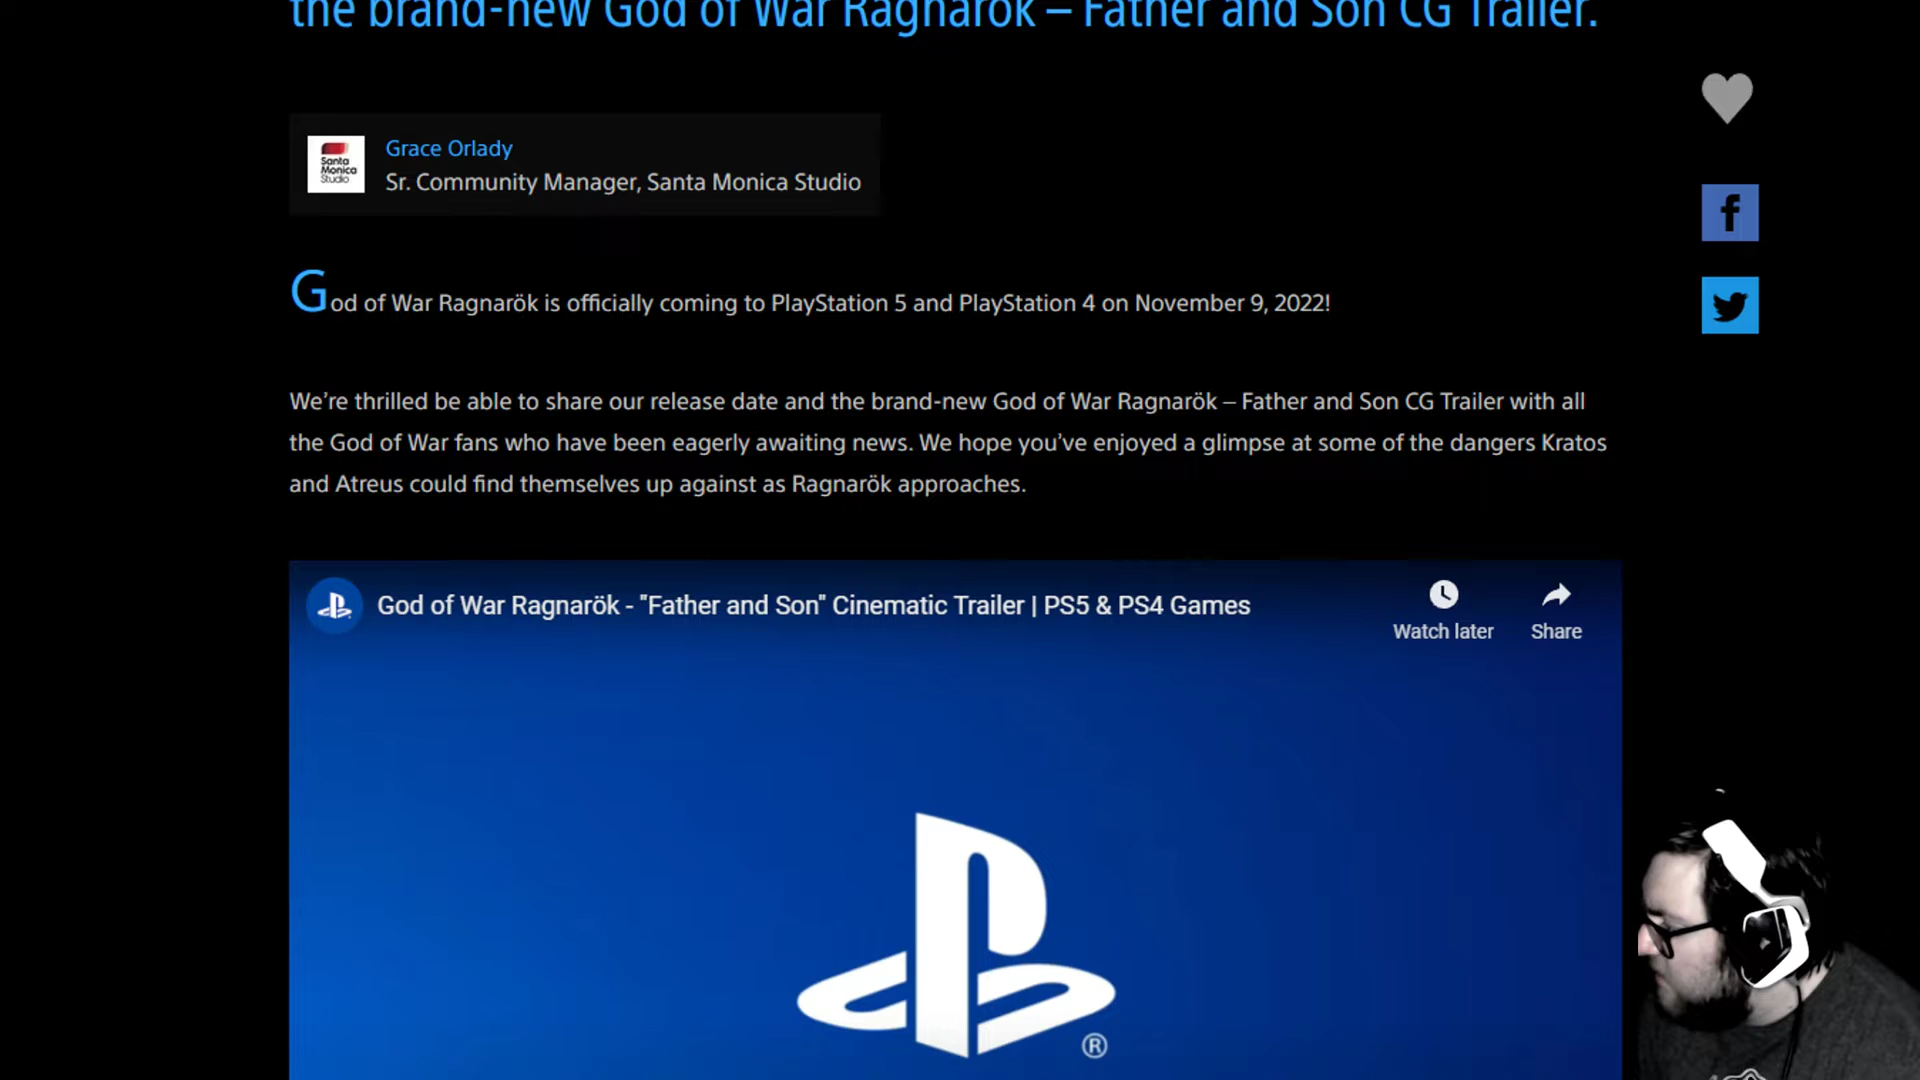 the brand-new God of War Ragnarök – Father and Son CG Trailer.
Grace Orlady
Santa
Monica
Studio
Sr. Community Manager, Santa Monica Studio
God of War Ragnarök is officially coming to PlayStation 5 and PlayStation 4 on November 9, 2022!
We’re thrilled be able to share our release date and the brand-new God of War Ragnarök – Father and Son CG Trailer with all
the God of War fans who have been eagerly awaiting news. We hope you’ve enjoyed a glimpse at some of the dangers Kratos
and Atreus could find themselves up against as Ragnarök approaches.
God of War Ragnarök - "Father and Son" Cinematic Trailer | PS5 & PS4 Games
Watch later
Share
®